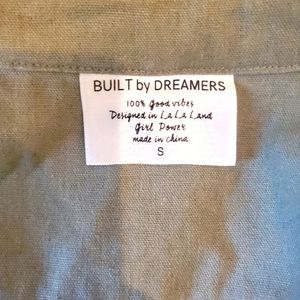 BUILT by DREAMERS
100% good vibes
Designed in La La Land
Girl Power
made in China
S